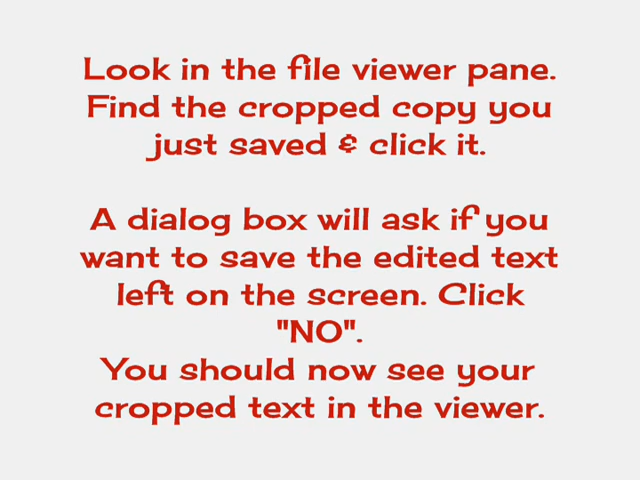 Look in the file viewer pane.
Find the cropped copy you
just saved & click it.
A dialog box will ask if you
want to save the edited text
left on the screen. Click
"NO".
You should now see your
cropped text in the viewer.